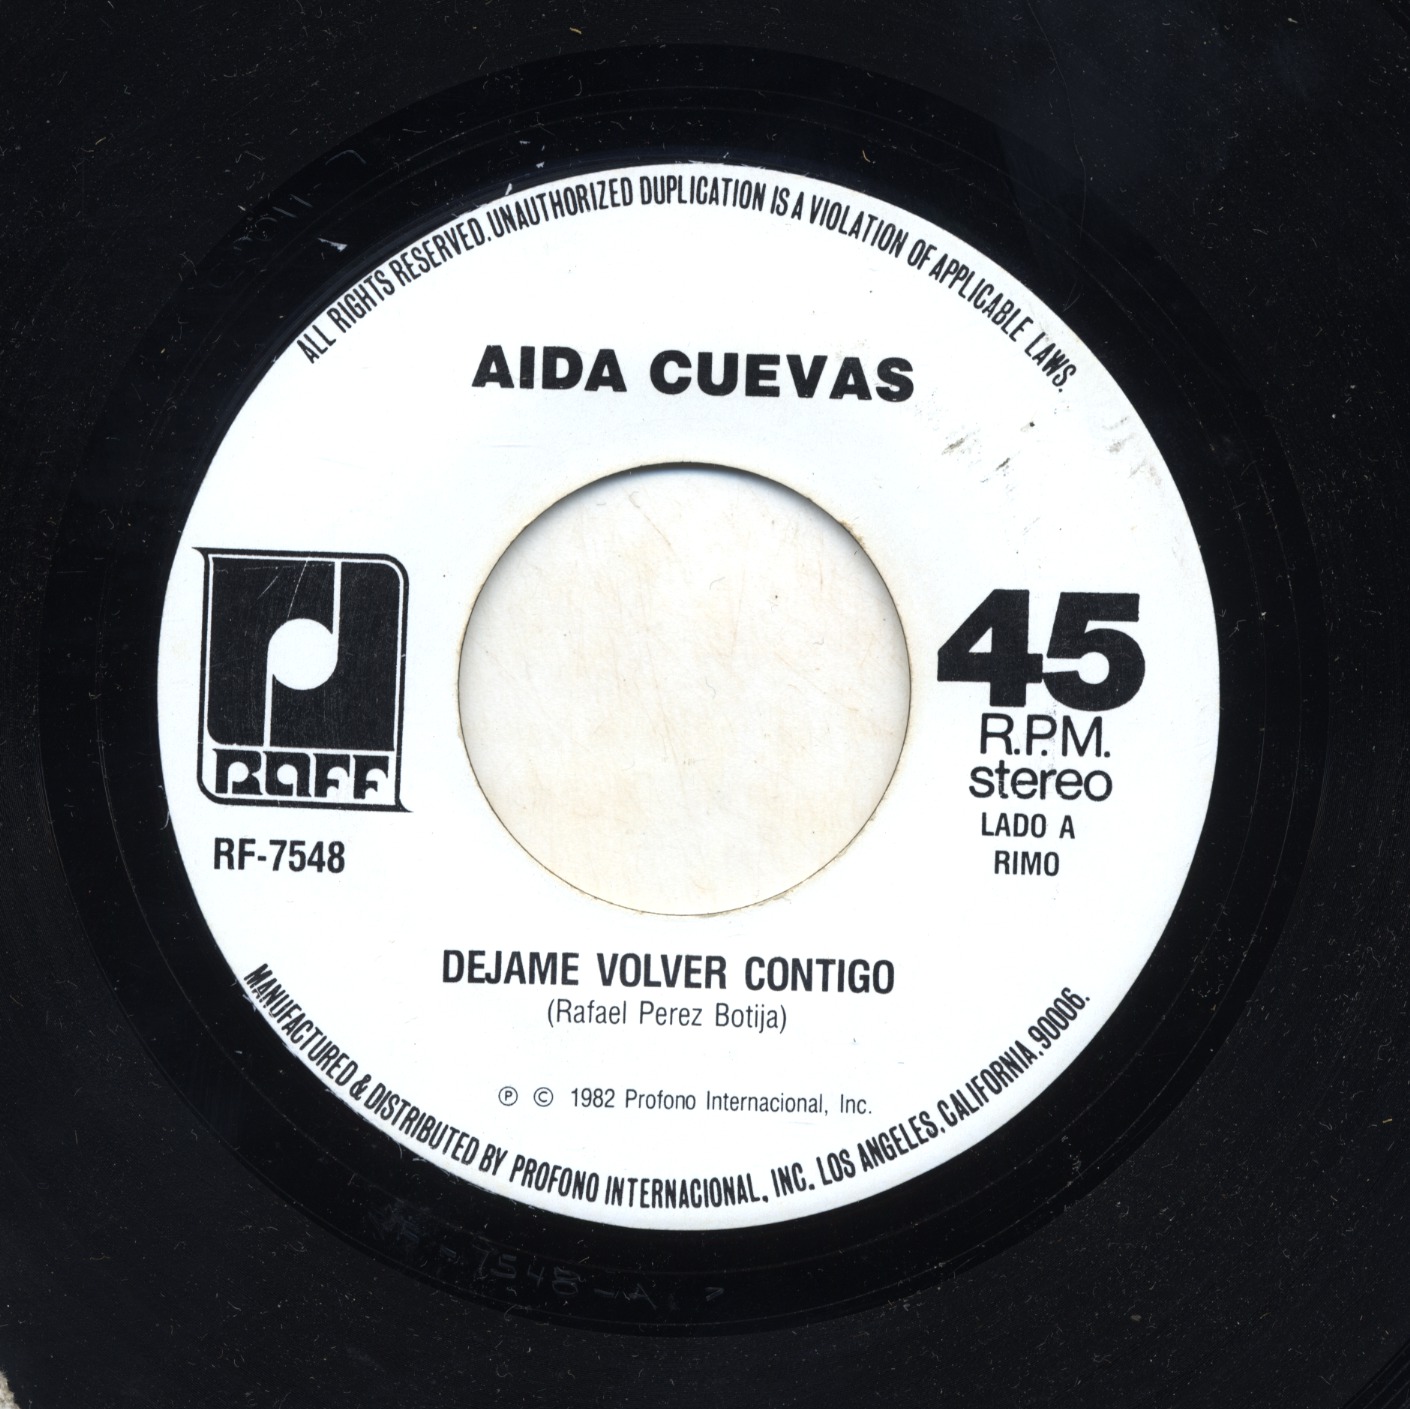 ALL RIGHTS RESERVED. UNAUTHORIZED DUPLICATION IS A VIOLATION OF APPLICABLE LAWS.
AIDA CUEVAS
RAFF
RF-7548
45
R.P.M.
stereo
LADO A
RIMO
DEJAME VOLVER CONTIGO
(Rafael Perez Botija)
℗ © 1982 Profono Internacional, Inc.
MANUFACTURED & DISTRIBUTED BY PROFONO INTERNACIONAL, INC. LOS ANGELES, CALIFORNIA. 90006.
7548-A